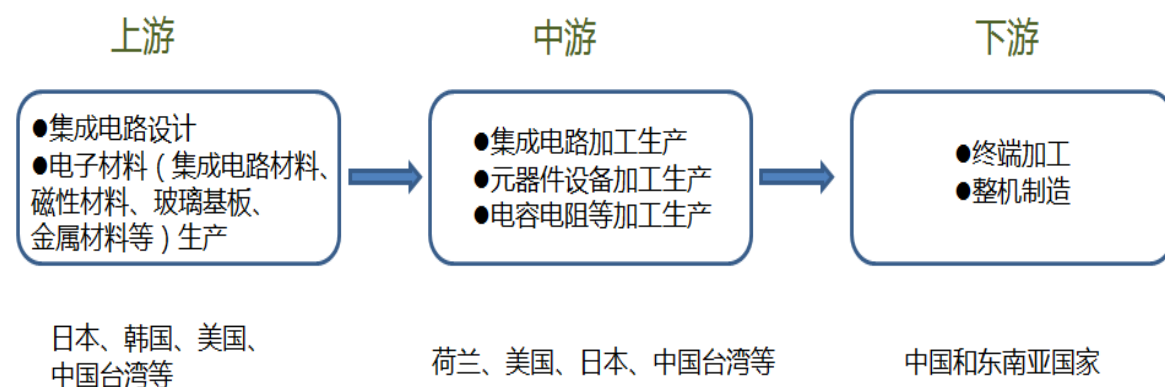 上游
●集成电路设计
●电子材料（集成电路材料、
磁性材料、玻璃基板、
金属材料等）生产
日本、韩国、美国、
中国台湾等
中游
●集成电路加工生产
●元器件设备加工生产
●电容电阻等加工生产
荷兰、美国、日本、中国台湾等
下游
●终端加工
●整机制造
中国和东南亚国家